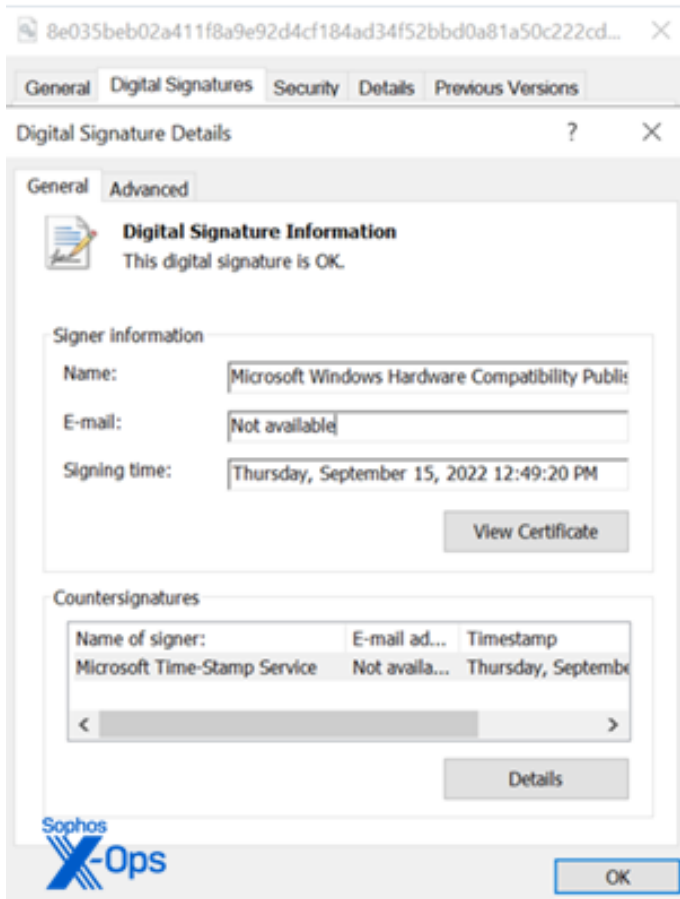 8e035beb02a411f8a9e92d4cf184ad34f52bbd0a81a50c222cd...
General Digital Signatures Security Details Previous Versions
Digital Signature Details ?
General Advanced
Digital Signature Information
This digital signature is OK.
Signer information
Name: Microsoft Windows Hardware Compatibility Publis
E-mail: Not available
Signing time: Thursday, September 15, 2022 12:49:20 PM
View Certificate
Countersignatures
Name of signer: E-mail ad... Timestamp
Microsoft Time-Stamp Service Not availa... Thursday, Septembe
Details
Sophos
X-Ops
OK